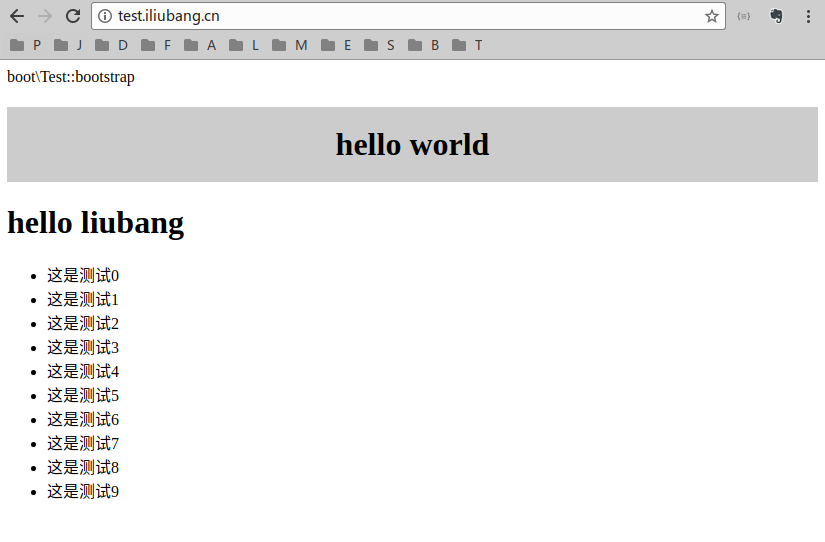 test.iliubang.cn
P J D F A L M E S B T
boot\Test::bootstrap
hello world
hello liubang
这是测试0
这是测试1
这是测试2
这是测试3
这是测试4
这是测试5
这是测试6
这是测试7
这是测试8
这是测试9